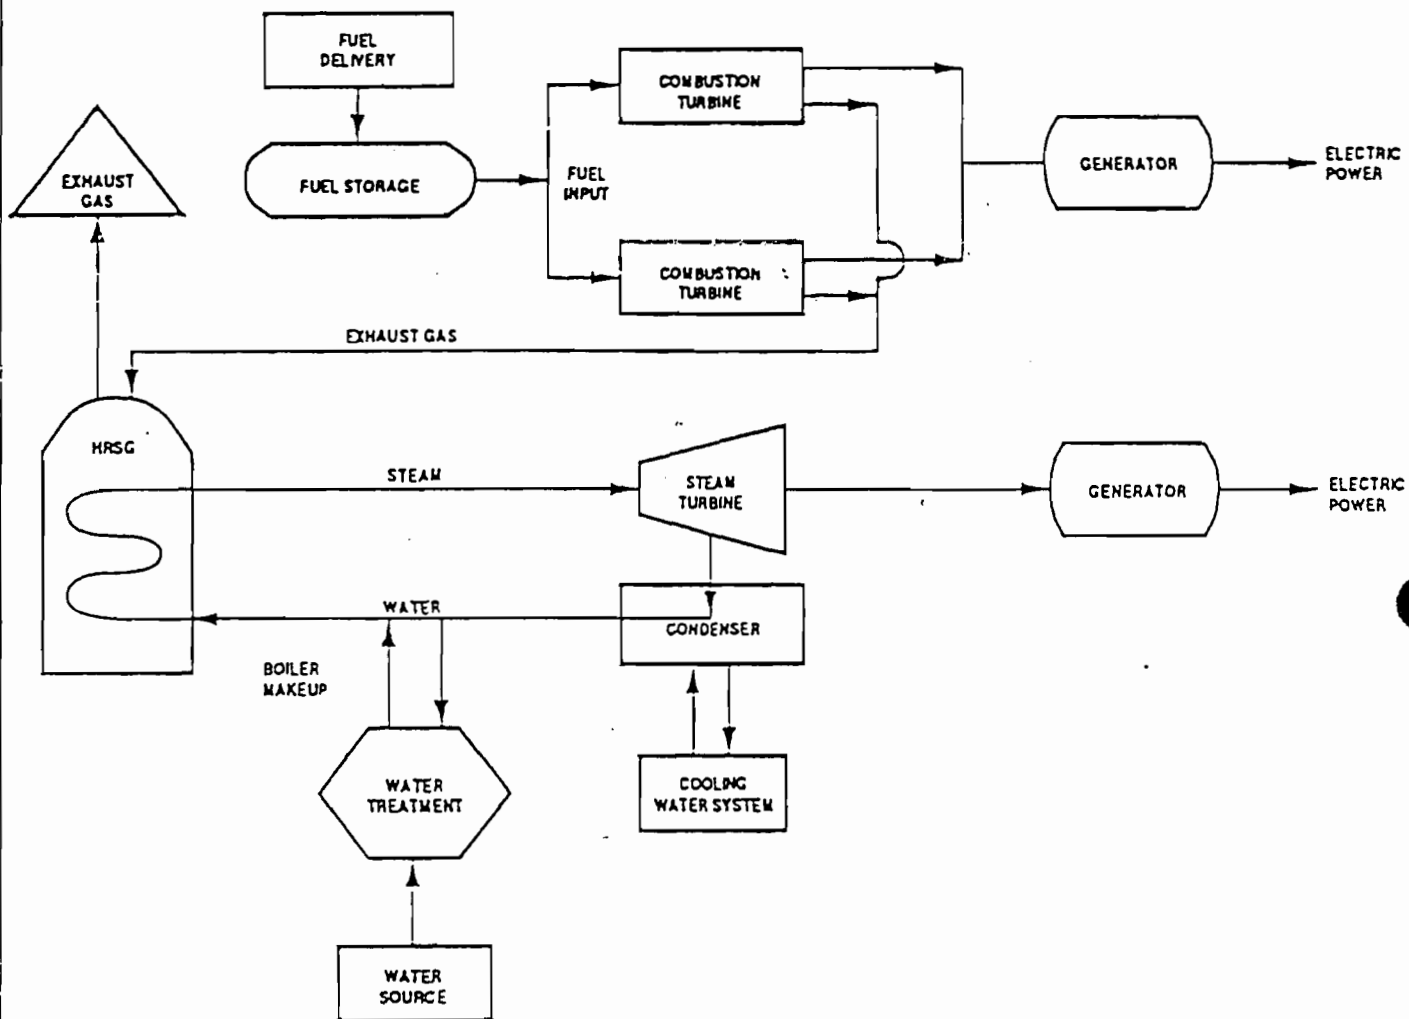 FUEL
DELIVERY
COMBUSTION
TURBINE
EXHAUST
GAS
FUEL STORAGE
FUEL
INPUT
GENERATOR
ELECTRIC
POWER
COMBUSTION
TURBINE
EXHAUST GAS
HRSG
STEAM
STEAM
TURBINE
GENERATOR
ELECTRIC
POWER
WATER
CONDENSER
BOILER
MAKEUP
WATER
TREATMENT
COOLING
WATER SYSTEM
WATER
SOURCE